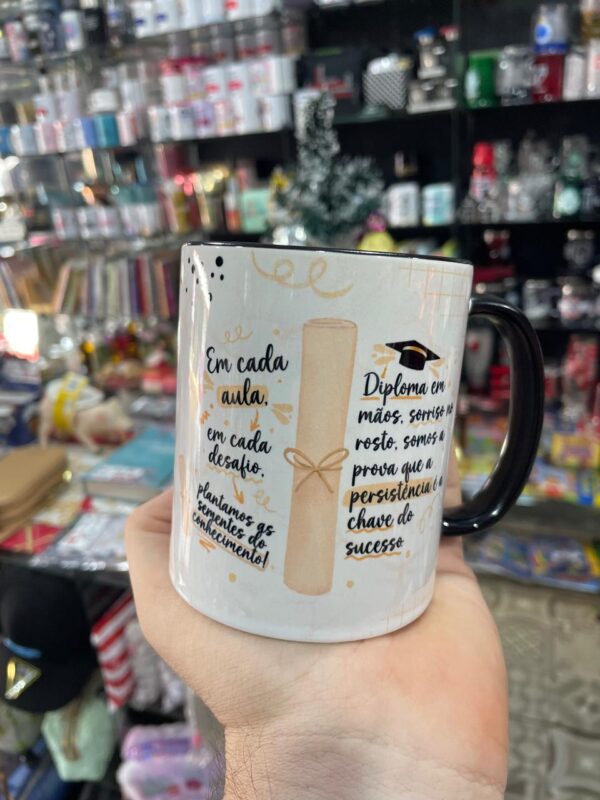 Em cada
aula,
em cada
desafio,
plantamos as
sementes do
conhecimento!
Diploma em
mãos, sorriso no
rosto, somos a
prova que a
persistência é a
chave do
sucesso